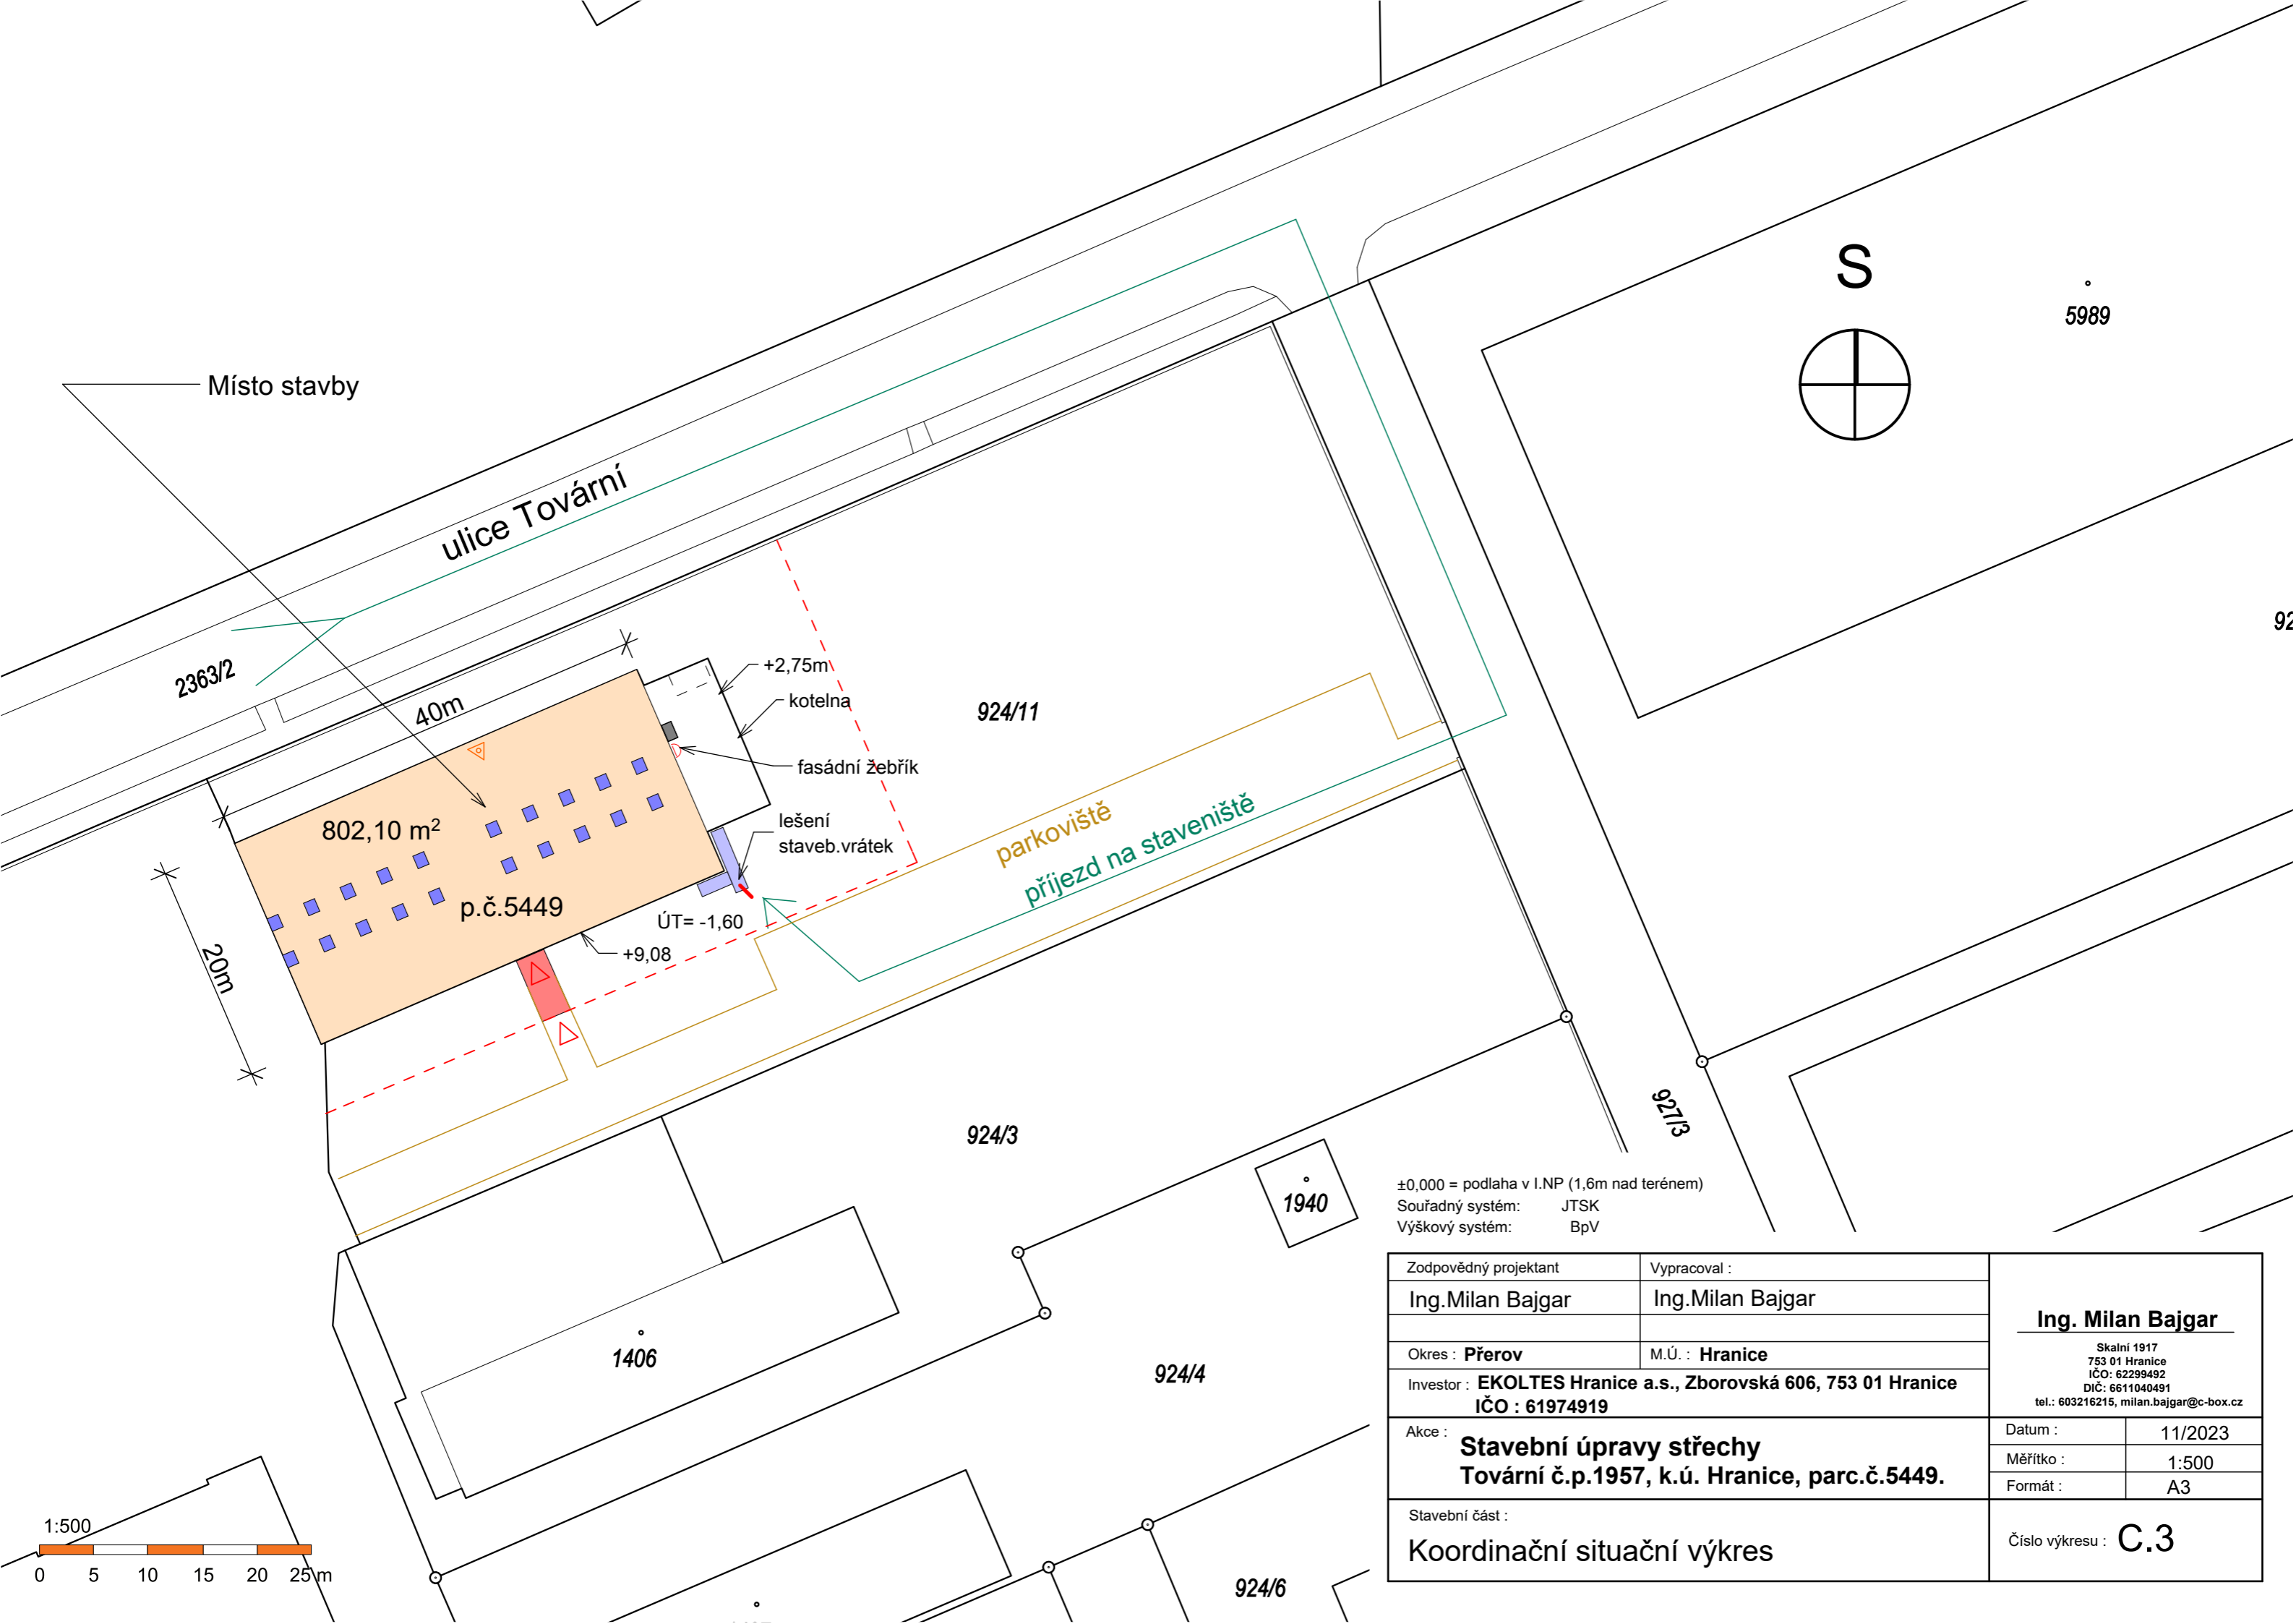 S
5989
Místo stavby
ulice Tovární
2363/2
92
40m
+2,75m
kotelna
924/11
fasádní žebřík
802,10 m²
lešení
staveb.vrátek
parkoviště
příjezd na staveniště
p.č.5449
ÚT= -1,60
+9,08
20m
924/3
927/3
1940
1406
924/4
924/6
±0,000 = podlaha v I.NP (1,6m nad terénem)
Souřadný systém: JTSK
Výškový systém: BpV
Zodpovědný projektant
Vypracoval :
Ing.Milan Bajgar
Ing.Milan Bajgar
Okres : Přerov
M.Ú. : Hranice
Investor : EKOLTES Hranice a.s., Zborovská 606, 753 01 Hranice
IČO : 61974919
Ing. Milan Bajgar
Skalní 1917
753 01 Hranice
IČO: 62299492
DIČ: 6611040491
tel.: 603216215, milan.bajgar@c-box.cz
Akce : Stavební úpravy střechy
Tovární č.p.1957, k.ú. Hranice, parc.č.5449.
Datum : 11/2023
Měřítko : 1:500
Formát : A3
Stavební část :
Koordinační situační výkres
Číslo výkresu : C.3
1:500
0 5 10 15 20 25 m